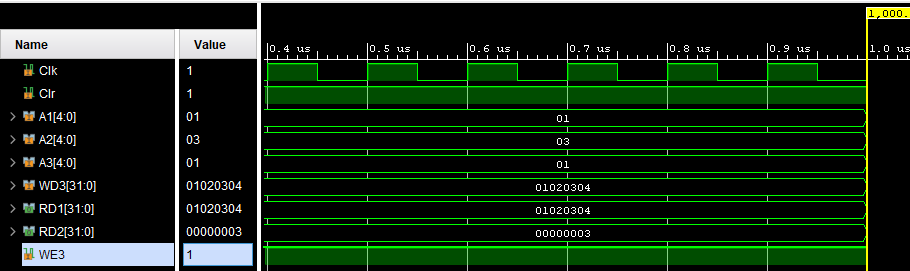 1,000.
Name Value 0.4 us 0.5 us 0.6 us 0.7 us 0.8 us 0.9 us 1.0 us
Clk 1
Clr 1
A1[4:0] 01 01
A2[4:0] 03 03
A3[4:0] 01 01
WD3[31:0] 01020304 01020304
RD1[31:0] 01020304 01020304
RD2[31:0] 00000003 00000003
WE3 1